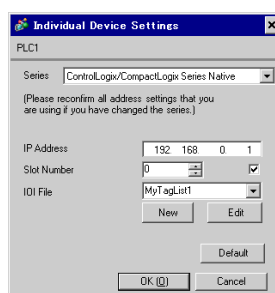 Individual Device Settings
PLC1
Series ControlLogix/CompactLogix Series Native
(Please reconfirm all address settings that you
are using if you have changed the series.)
IP Address 192. 168. 0. 1
Slot Number 0
IOI File MyTagList1
New Edit
Default
OK (O) Cancel